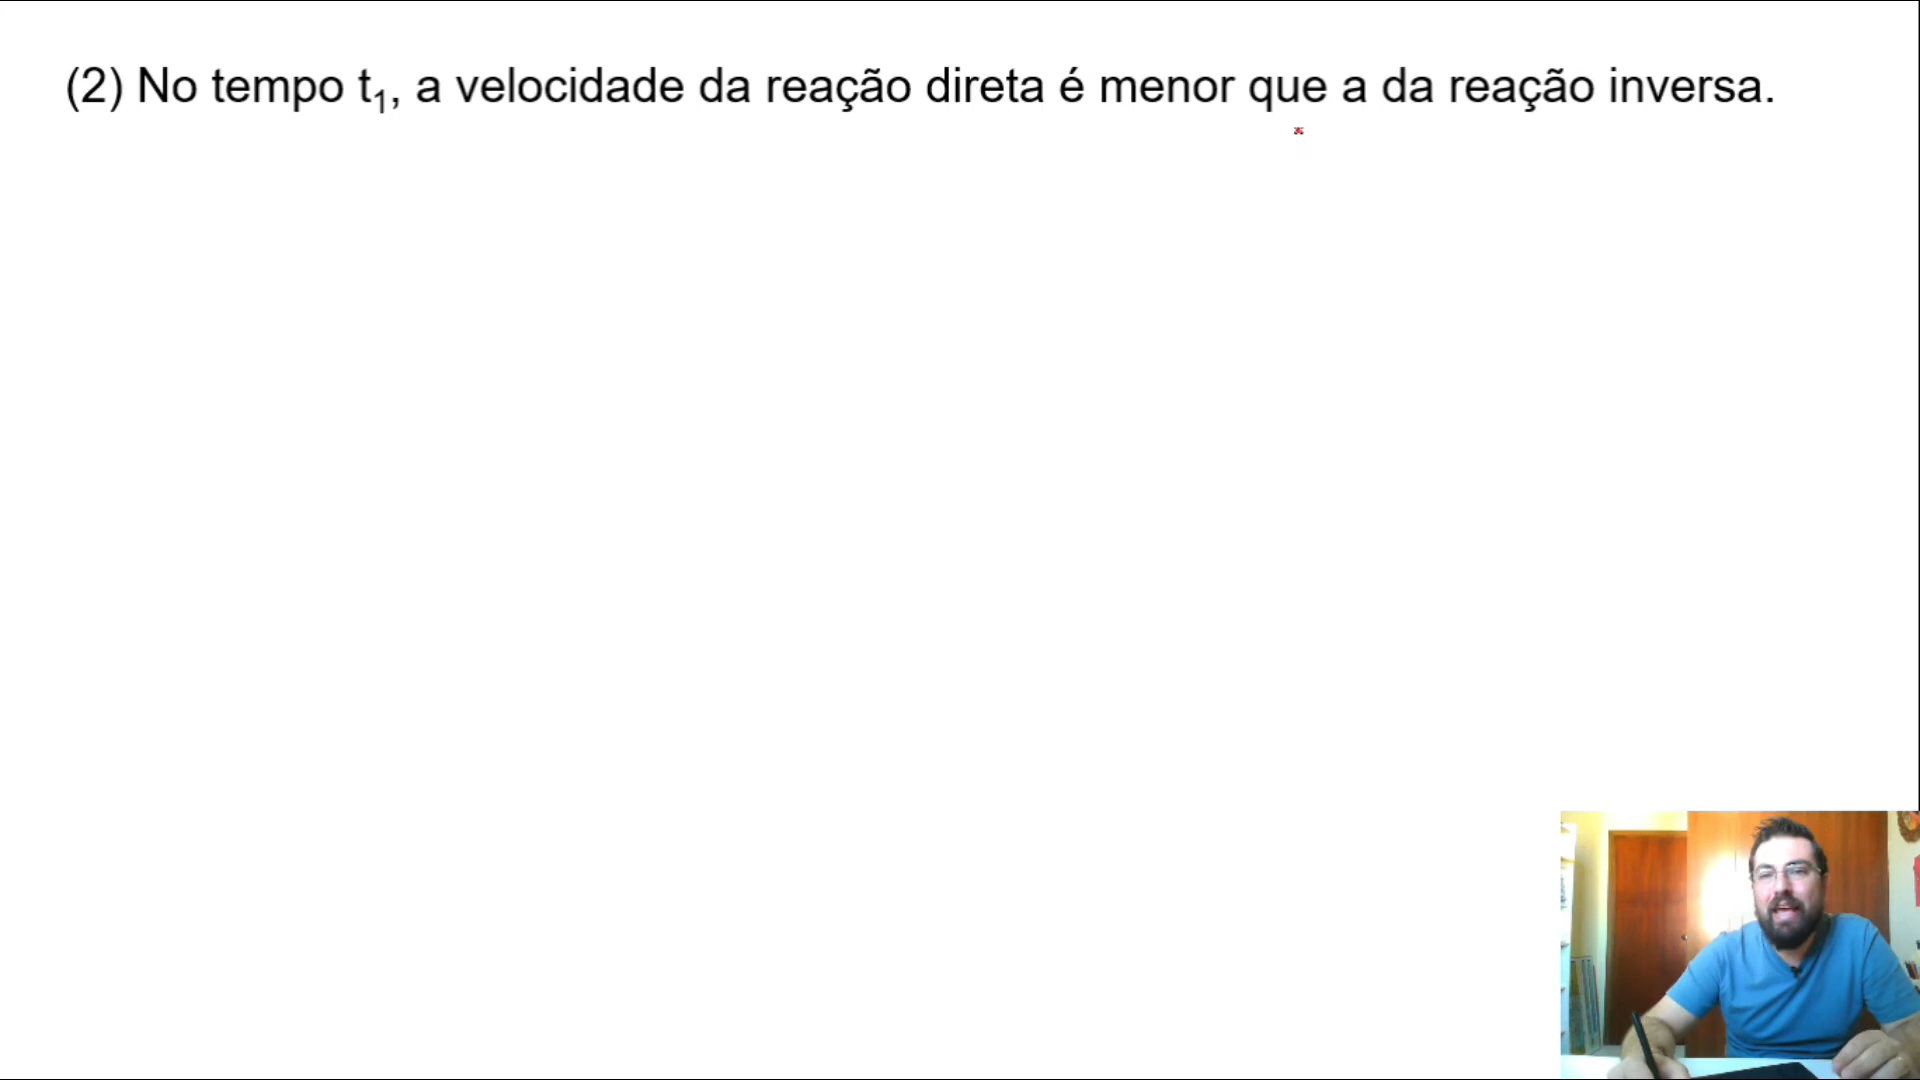 (2) No tempo t₁, a velocidade da reação direta é menor que a da reação inversa.